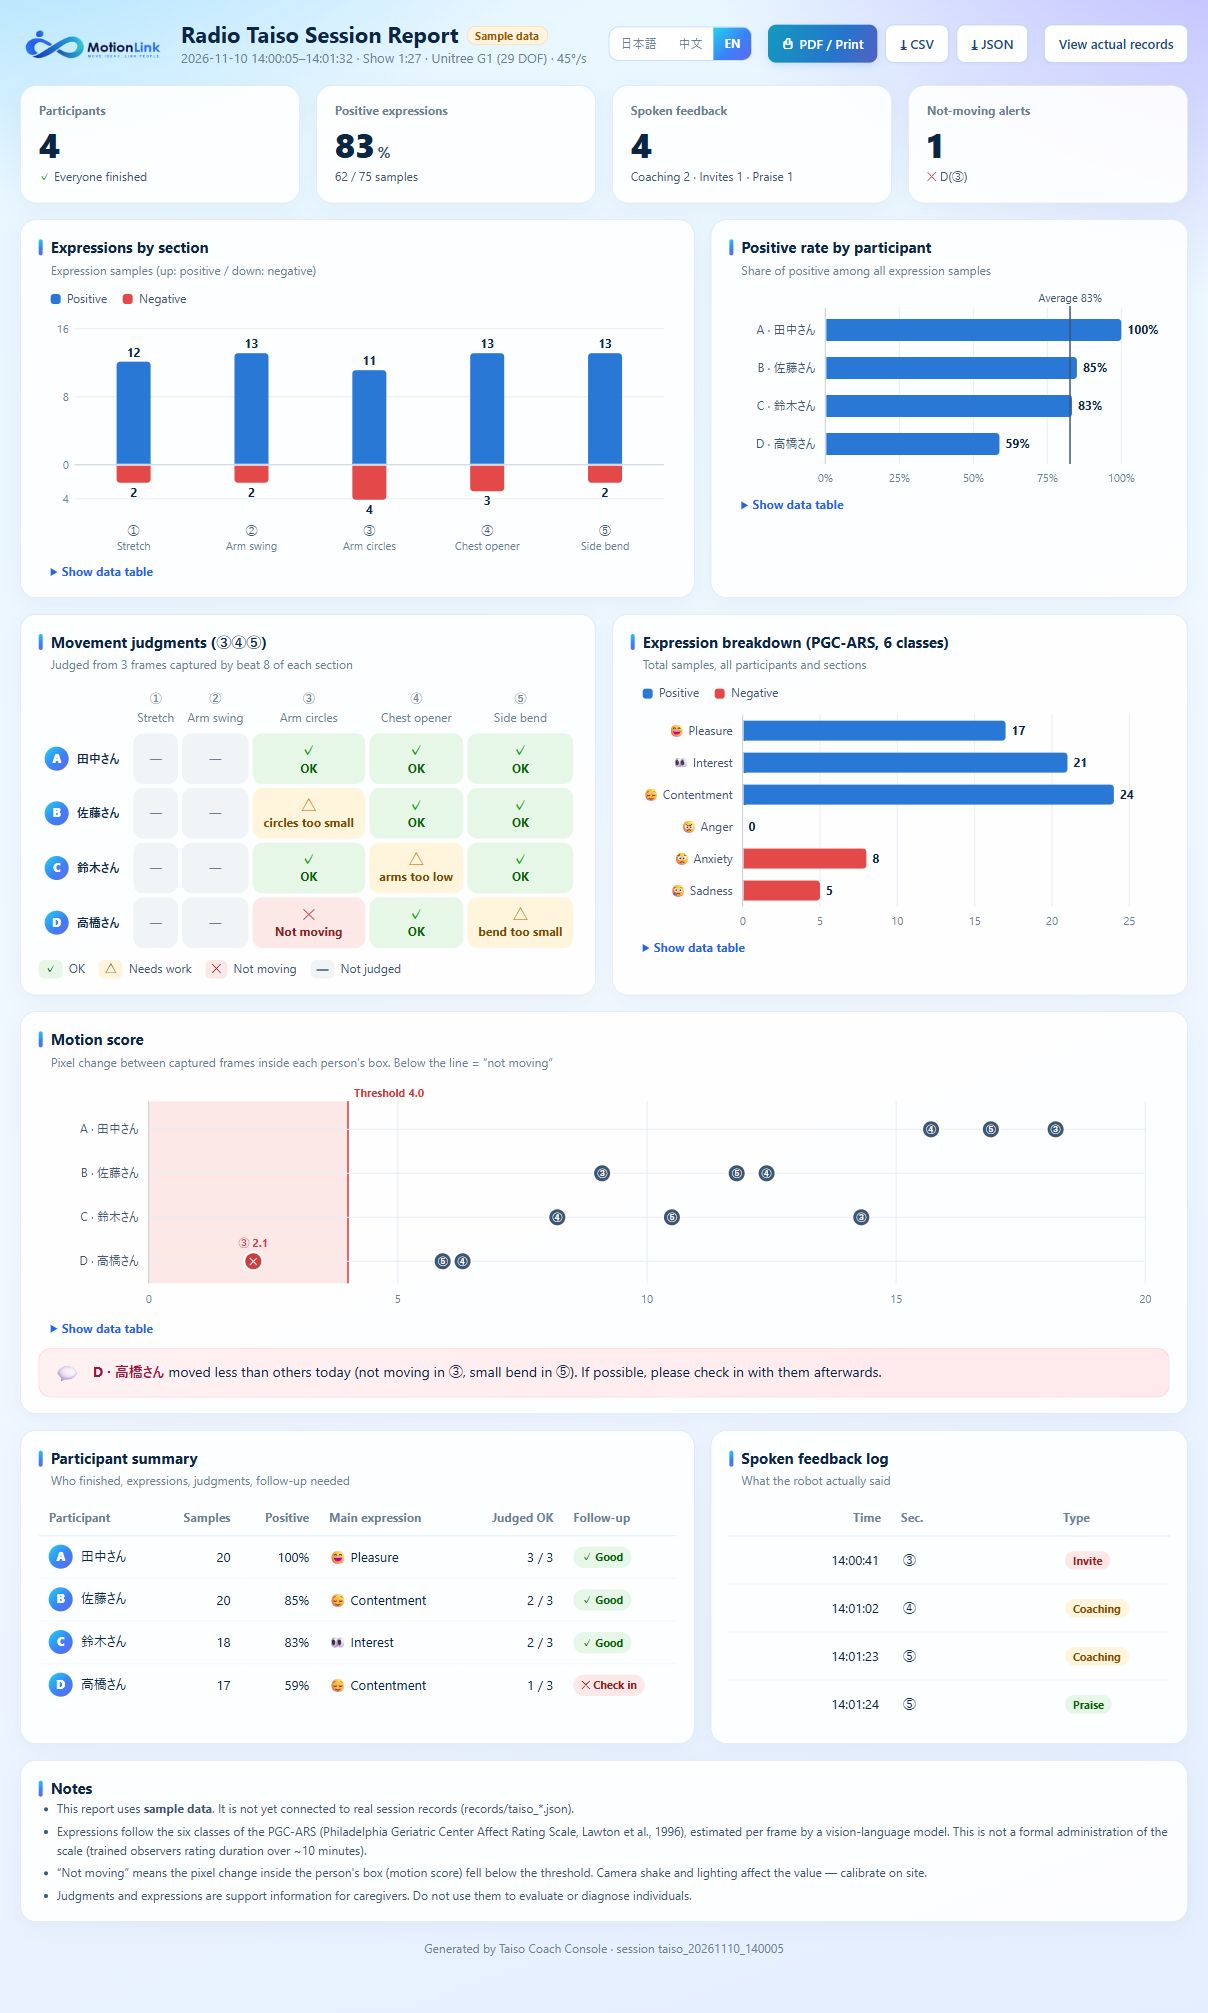 MotionLink
MOVE IDEAS, LINK PEOPLE
Radio Taiso Session Report
Sample data
2026-11-10 14:00:05–14:01:32 · Show 1:27 · Unitree G1 (29 DOF) · 45°/s
日本語 中文 EN
PDF / Print
CSV
JSON
View actual records
Participants
4
✓ Everyone finished
Positive expressions
83 %
62 / 75 samples
Spoken feedback
4
Coaching 2 · Invites 1 · Praise 1
Not-moving alerts
1
✕ D(③)
Expressions by section
Expression samples (up: positive / down: negative)
Positive Negative
16
8
0
4
12 13 11 13 13
2 2 4 3 2
① ② ③ ④ ⑤
Stretch Arm swing Arm circles Chest opener Side bend
▶ Show data table
Positive rate by participant
Share of positive among all expression samples
Average 83%
A · 田中さん 100%
B · 佐藤さん 85%
C · 鈴木さん 83%
D · 高橋さん 59%
0% 25% 50% 75% 100%
▶ Show data table
Movement judgments (③④⑤)
Judged from 3 frames captured by beat 8 of each section
① ② ③ ④ ⑤
Stretch Arm swing Arm circles Chest opener Side bend
A 田中さん — — ✓ OK ✓ OK ✓ OK
B 佐藤さん — — △ circles too small ✓ OK ✓ OK
C 鈴木さん — — ✓ OK △ arms too low ✓ OK
D 高橋さん — — ✕ Not moving ✓ OK △ bend too small
✓ OK △ Needs work ✕ Not moving — Not judged
Expression breakdown (PGC-ARS, 6 classes)
Total samples, all participants and sections
Positive Negative
Pleasure 17
Interest 21
Contentment 24
Anger 0
Anxiety 8
Sadness 5
0 5 10 15 20 25
▶ Show data table
Motion score
Pixel change between captured frames inside each person's box. Below the line = “not moving”
Threshold 4.0
A · 田中さん ④ ⑤ ③
B · 佐藤さん ③ ⑤ ④
C · 鈴木さん ④ ⑤ ③
③ 2.1
D · 高橋さん ✕ ⑤ ④
0 5 10 15 20
▶ Show data table
D · 高橋さん moved less than others today (not moving in ③, small bend in ⑤). If possible, please check in with them afterwards.
Participant summary
Who finished, expressions, judgments, follow-up needed
Participant Samples Positive Main expression Judged OK Follow-up
A 田中さん 20 100% Pleasure 3 / 3 ✓ Good
B 佐藤さん 20 85% Contentment 2 / 3 ✓ Good
C 鈴木さん 18 83% Interest 2 / 3 ✓ Good
D 高橋さん 17 59% Contentment 1 / 3 ✕ Check in
Spoken feedback log
What the robot actually said
Time Sec. Type
14:00:41 ③ Invite
14:01:02 ④ Coaching
14:01:23 ⑤ Coaching
14:01:24 ⑤ Praise
Notes
• This report uses sample data. It is not yet connected to real session records (records/taiso_*.json).
• Expressions follow the six classes of the PGC-ARS (Philadelphia Geriatric Center Affect Rating Scale, Lawton et al., 1996), estimated per frame by a vision-language model. This is not a formal administration of the
scale (trained observers rating duration over ~10 minutes).
• “Not moving” means the pixel change inside the person's box (motion score) fell below the threshold. Camera shake and lighting affect the value — calibrate on site.
• Judgments and expressions are support information for caregivers. Do not use them to evaluate or diagnose individuals.
Generated by Taiso Coach Console · session taiso_20261110_140005